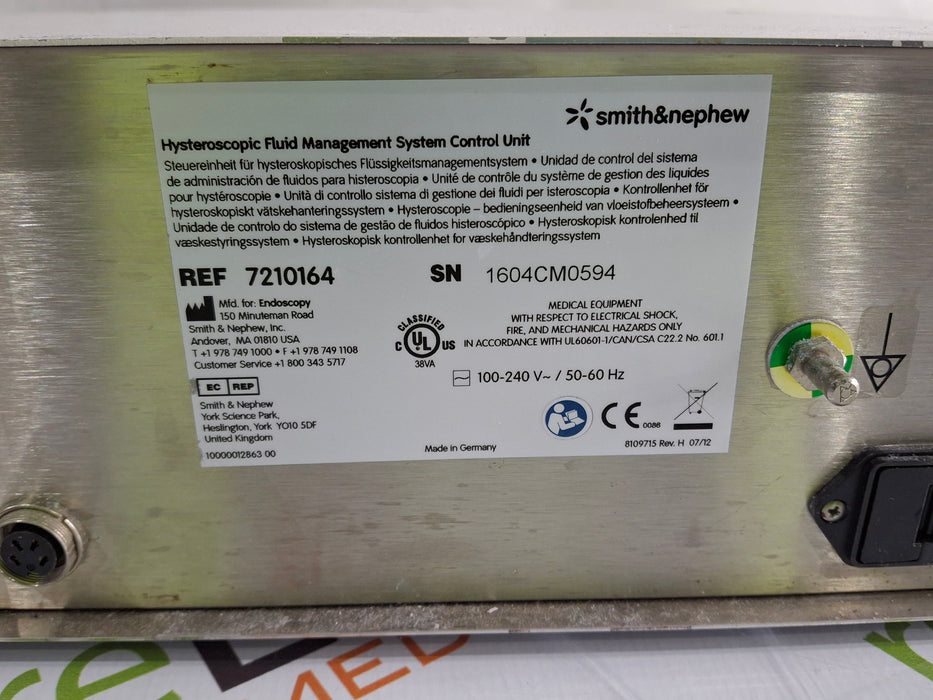 smith&nephew
Hysteroscopic Fluid Management System Control Unit
Steuereinheit für hysteroskopisches Flüssigkeitsmanagementsystem • Unidad de control del sistema
de administración de fluidos para histeroscopia • Unité de contrôle du système de gestion des liquides
pour hystéroscopie • Unità di controllo sistema di gestione dei fluidi per isteroscopia • Kontrollenhet för
hysteroskopiskt vätskehanteringssystem • Hysteroscopie – bedieningseenheid van vloeistofbeheersysteem •
Unidade de controlo do sistema de gestão de fluidos histeroscópico • Hysteroskopisk kontrolenhed til
væskestyringssystem • Hysteroskopisk kontrollenhet for væskehåndteringssystem
REF 7210164
SN 1604CM0594
Mfd. for: Endoscopy
150 Minuteman Road
Smith & Nephew, Inc.
Andover, MA 01810 USA
T +1 978 749 1000 • F +1 978 749 1108
Customer Service +1 800 343 5717
EC REP
Smith & Nephew
York Science Park,
Heslington, York YO10 5DF
United Kingdom
10000012863 00
CLASSIFIED
C UL US
38VA
MEDICAL EQUIPMENT
WITH RESPECT TO ELECTRICAL SHOCK,
FIRE, AND MECHANICAL HAZARDS ONLY
IN ACCORDANCE WITH UL60601-1/CAN/CSA C22.2 No. 601.1
100-240 V~ / 50-60 Hz
CE 0086
Made in Germany
8109715 Rev. H 07/12
MED